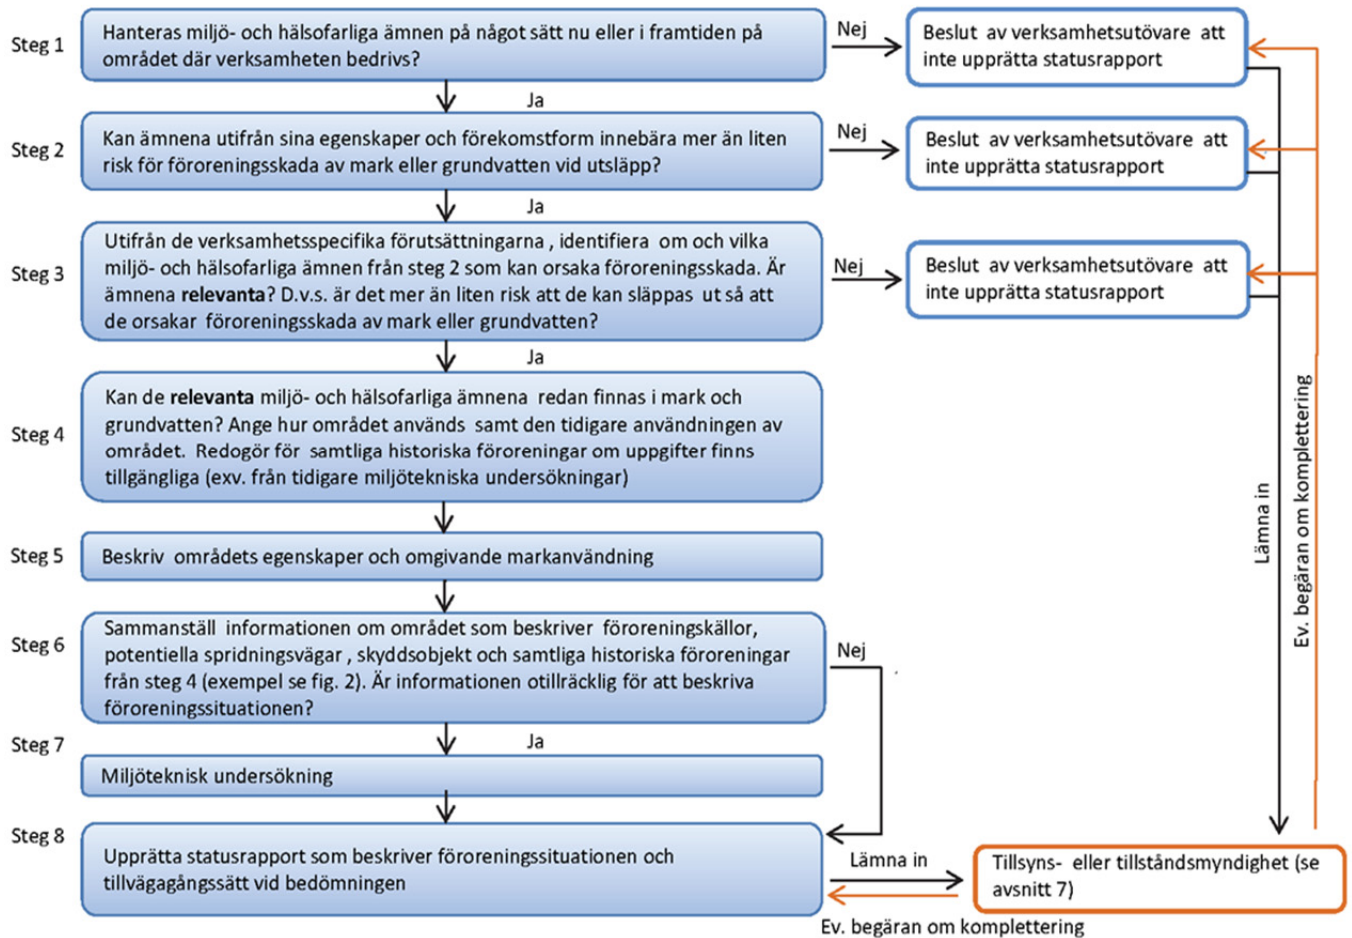 Steg 1
Hanteras miljö- och hälsofarliga ämnen på något sätt nu eller i framtiden på
området där verksamheten bedrivs?
Nej
Beslut av verksamhetsutövare att
inte upprätta statusrapport
Ja
Steg 2
Kan ämnena utifrån sina egenskaper och förekomstform innebära mer än liten
risk för föroreningsskada av mark eller grundvatten vid utsläpp?
Nej
Beslut av verksamhetsutövare att
inte upprätta statusrapport
Ja
Steg 3
Utifrån de verksamhetsspecifika förutsättningarna , identifiera om och vilka
miljö- och hälsofarliga ämnen från steg 2 som kan orsaka föroreningsskada. Är
ämnena relevanta? D.v.s. är det mer än liten risk att de kan släppas ut så att
de orsakar föroreningsskada av mark eller grundvatten?
Nej
Beslut av verksamhetsutövare att
inte upprätta statusrapport
Ja
Steg 4
Kan de relevanta miljö- och hälsofarliga ämnena redan finnas i mark och
grundvatten? Ange hur området används samt den tidigare användningen av
området. Redogör för samtliga historiska föroreningar om uppgifter finns
tillgängliga (exv. från tidigare miljötekniska undersökningar)
Lämna in
Ev. begäran om komplettering
Steg 5
Beskriv områdets egenskaper och omgivande markanvändning
Steg 6
Sammanställ informationen om området som beskriver föroreningskällor,
potentiella spridningsvägar , skyddsobjekt och samtliga historiska föroreningar
från steg 4 (exempel se fig. 2). Är informationen otillräcklig för att beskriva
föroreningssituationen?
Nej
Ja
Steg 7
Miljöteknisk undersökning
Steg 8
Upprätta statusrapport som beskriver föroreningssituationen och
tillvägagångssätt vid bedömningen
Lämna in
Tillsyns- eller tillståndsmyndighet (se
avsnitt 7)
Ev. begäran om komplettering